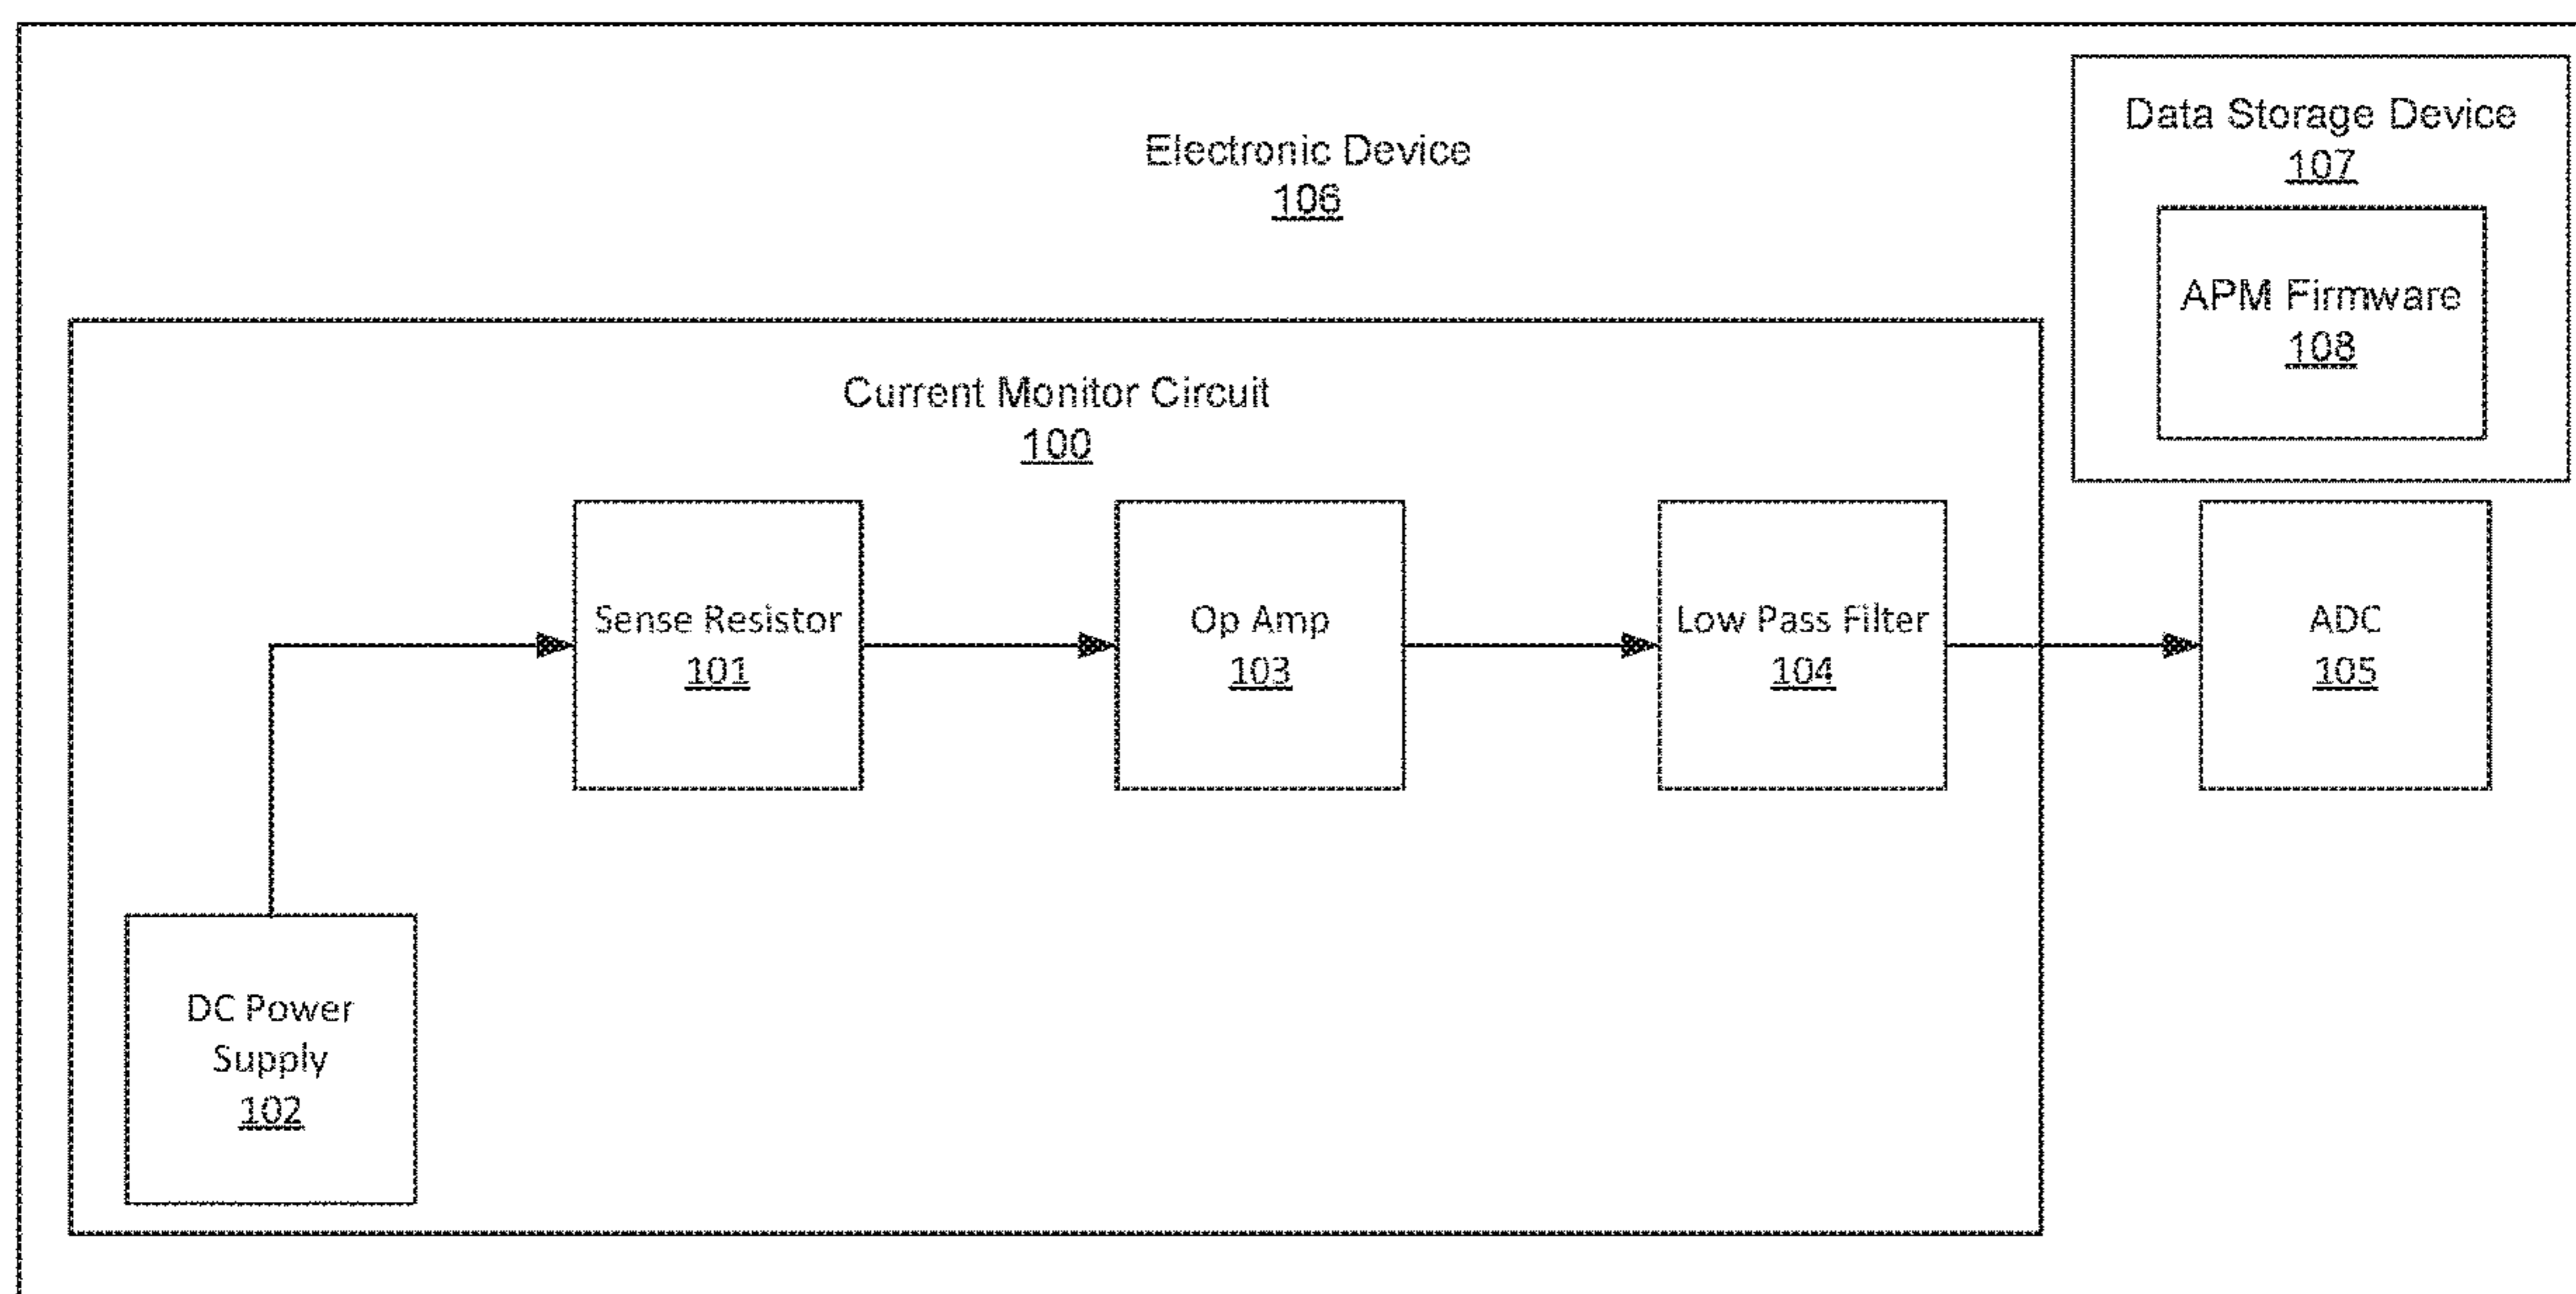 Electronic Device
106
Data Storage Device
107
APM Firmware
108
Current Monitor Circuit
100
Sense Resistor
101
Op Amp
103
Low Pass Filter
104
ADC
105
DC Power
Supply
102